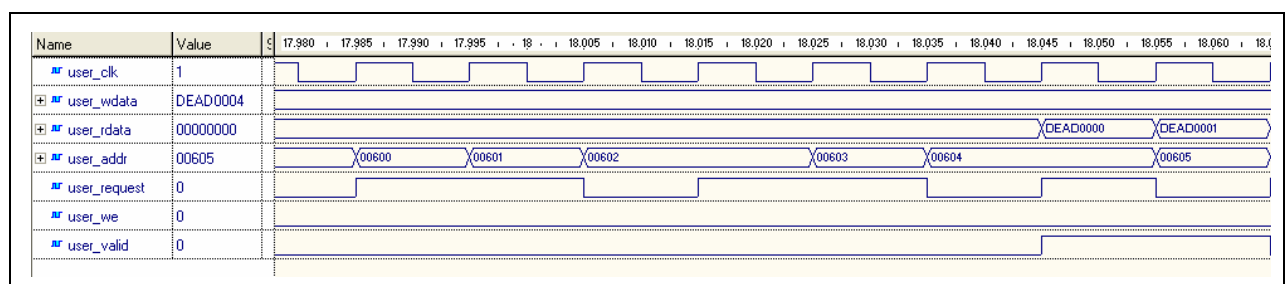 Name Value S 17.980 17.985 17.990 17.995 18 18.005 18.010 18.015 18.020 18.025 18.030 18.035 18.040 18.045 18.050 18.055 18.060 18.0
user_clk 1
user_wdata DEAD0004
user_rdata 00000000 DEAD0000 DEAD0001
user_addr 00605 00600 00601 00602 00603 00604 00605
user_request 0
user_we 0
user_valid 0